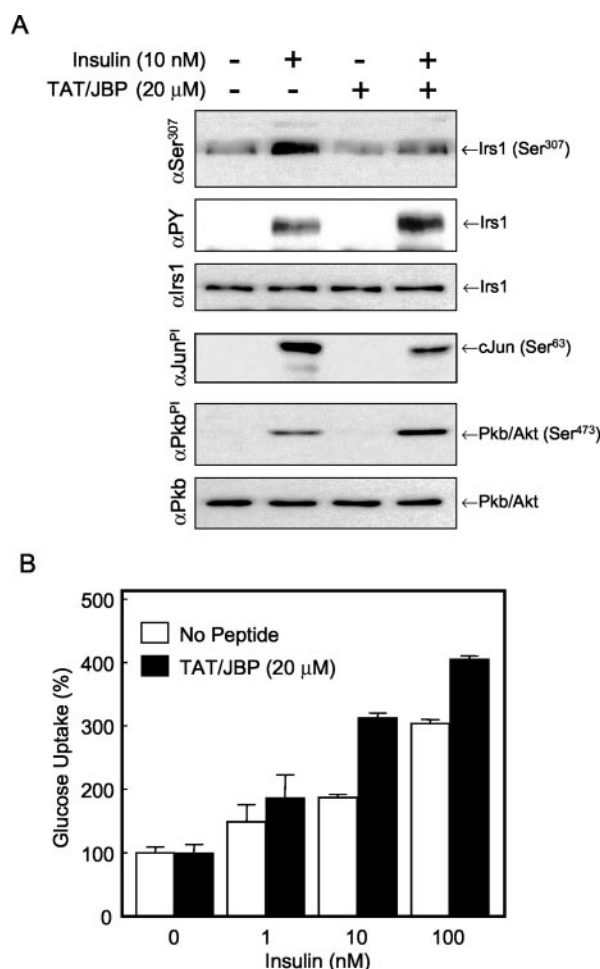 A
Insulin (10 nM) - + - +
TAT/JBP (20 μM) - - + +
αSer³⁰⁷ ←Irs1 (Ser³⁰⁷)
αPY ←Irs1
αIrs1 ←Irs1
αJunᴾᴵ ←cJun (Ser⁶³)
αPkbᴾᴵ ←Pkb/Akt (Ser⁴⁷³)
αPkb ←Pkb/Akt
B
500
400
300
200
100
0
Glucose Uptake (%)
No Peptide
TAT/JBP (20 μM)
0 1 10 100
Insulin (nM)